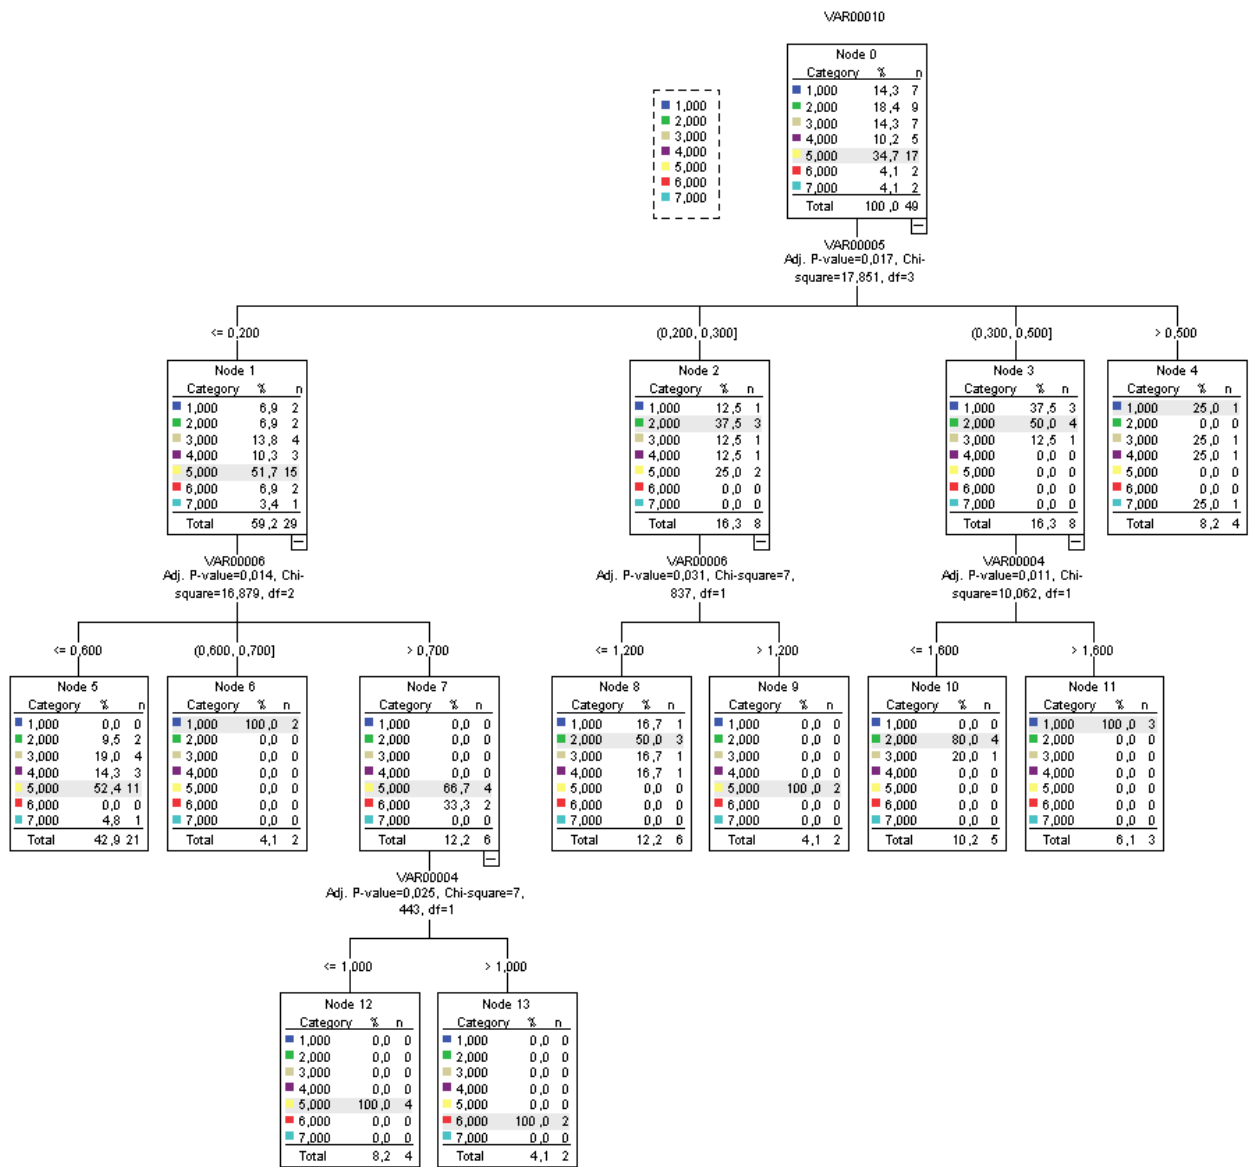 VAR00010
Node 0
Category % n
1,000 14,3 7
2,000 18,4 9
3,000 14,3 7
4,000 10,2 5
5,000 34,7 17
6,000 4,1 2
7,000 4,1 2
Total 100,0 49
1,000
2,000
3,000
4,000
5,000
6,000
7,000
VAR00005
Adj. P-value=0,017, Chi-
square=17,851, df=3
<= 0,200
(0,200, 0,300]
(0,300, 0,500]
> 0,500
Node 1
Category % n
1,000 6,9 2
2,000 6,9 2
3,000 13,8 4
4,000 10,3 3
5,000 51,7 15
6,000 6,9 2
7,000 3,4 1
Total 59,2 29
Node 2
Category % n
1,000 12,5 1
2,000 37,5 3
3,000 12,5 1
4,000 12,5 1
5,000 25,0 2
6,000 0,0 0
7,000 0,0 0
Total 16,3 8
Node 3
Category % n
1,000 37,5 3
2,000 50,0 4
3,000 12,5 1
4,000 0,0 0
5,000 0,0 0
6,000 0,0 0
7,000 0,0 0
Total 16,3 8
Node 4
Category % n
1,000 25,0 1
2,000 0,0 0
3,000 25,0 1
4,000 25,0 1
5,000 0,0 0
6,000 0,0 0
7,000 25,0 1
Total 8,2 4
VAR00006
Adj. P-value=0,014, Chi-
square=16,879, df=2
VAR00006
Adj. P-value=0,031, Chi-square=7,
837, df=1
VAR00004
Adj. P-value=0,011, Chi-
square=10,062, df=1
<= 0,600
(0,600, 0,700]
> 0,700
<= 1,200
> 1,200
<= 1,600
> 1,600
Node 5
Category % n
1,000 0,0 0
2,000 9,5 2
3,000 19,0 4
4,000 14,3 3
5,000 52,4 11
6,000 0,0 0
7,000 4,8 1
Total 42,9 21
Node 6
Category % n
1,000 100,0 2
2,000 0,0 0
3,000 0,0 0
4,000 0,0 0
5,000 0,0 0
6,000 0,0 0
7,000 0,0 0
Total 4,1 2
Node 7
Category % n
1,000 0,0 0
2,000 0,0 0
3,000 0,0 0
4,000 0,0 0
5,000 66,7 4
6,000 33,3 2
7,000 0,0 0
Total 12,2 6
Node 8
Category % n
1,000 16,7 1
2,000 50,0 3
3,000 16,7 1
4,000 16,7 1
5,000 0,0 0
6,000 0,0 0
7,000 0,0 0
Total 12,2 6
Node 9
Category % n
1,000 0,0 0
2,000 0,0 0
3,000 0,0 0
4,000 0,0 0
5,000 100,0 2
6,000 0,0 0
7,000 0,0 0
Total 4,1 2
Node 10
Category % n
1,000 0,0 0
2,000 80,0 4
3,000 20,0 1
4,000 0,0 0
5,000 0,0 0
6,000 0,0 0
7,000 0,0 0
Total 10,2 5
Node 11
Category % n
1,000 100,0 3
2,000 0,0 0
3,000 0,0 0
4,000 0,0 0
5,000 0,0 0
6,000 0,0 0
7,000 0,0 0
Total 6,1 3
VAR00004
Adj. P-value=0,025, Chi-square=7,
443, df=1
<= 1,000
> 1,000
Node 12
Category % n
1,000 0,0 0
2,000 0,0 0
3,000 0,0 0
4,000 0,0 0
5,000 100,0 4
6,000 0,0 0
7,000 0,0 0
Total 8,2 4
Node 13
Category % n
1,000 0,0 0
2,000 0,0 0
3,000 0,0 0
4,000 0,0 0
5,000 0,0 0
6,000 100,0 2
7,000 0,0 0
Total 4,1 2